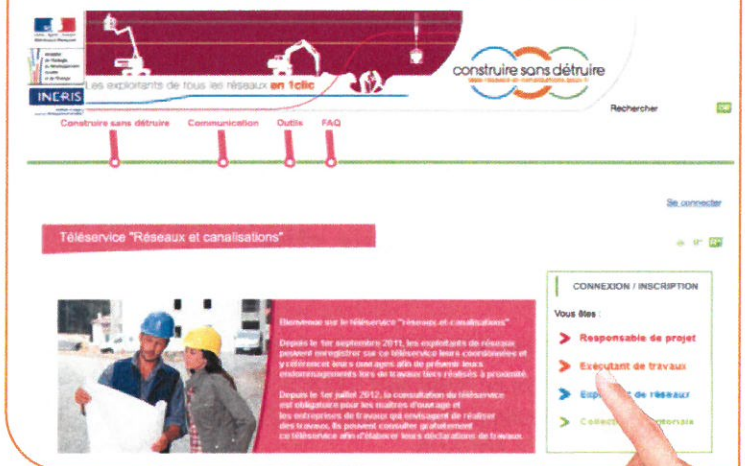 INERIS
Les exploitants de tous les réseaux en 1clic
construire sans détruire
Rechercher
OK
Construire sans détruire Communication Outils FAQ
Se connecter
Téléservice "Réseaux et canalisations"
CONNEXION / INSCRIPTION
Vous êtes :
Responsable de projet
Exécutant de travaux
de réseaux
Bienvenue sur le téléservice "réseaux et canalisations"
Depuis le 1er septembre 2011, les exploitants de réseaux
peuvent enregistrer sur ce téléservice leurs coordonnées et
y référencer leurs ouvrages afin de prévenir leurs
endommagements lors de travaux tiers réalisés à proximité.
Depuis le 1er juillet 2012, la consultation du téléservice
est obligatoire pour les maîtres d'ouvrage et
les entreprises de travaux qui envisagent de réaliser
des travaux. Ils peuvent consulter gratuitement
ce téléservice afin d'élaborer leurs déclarations de travaux.